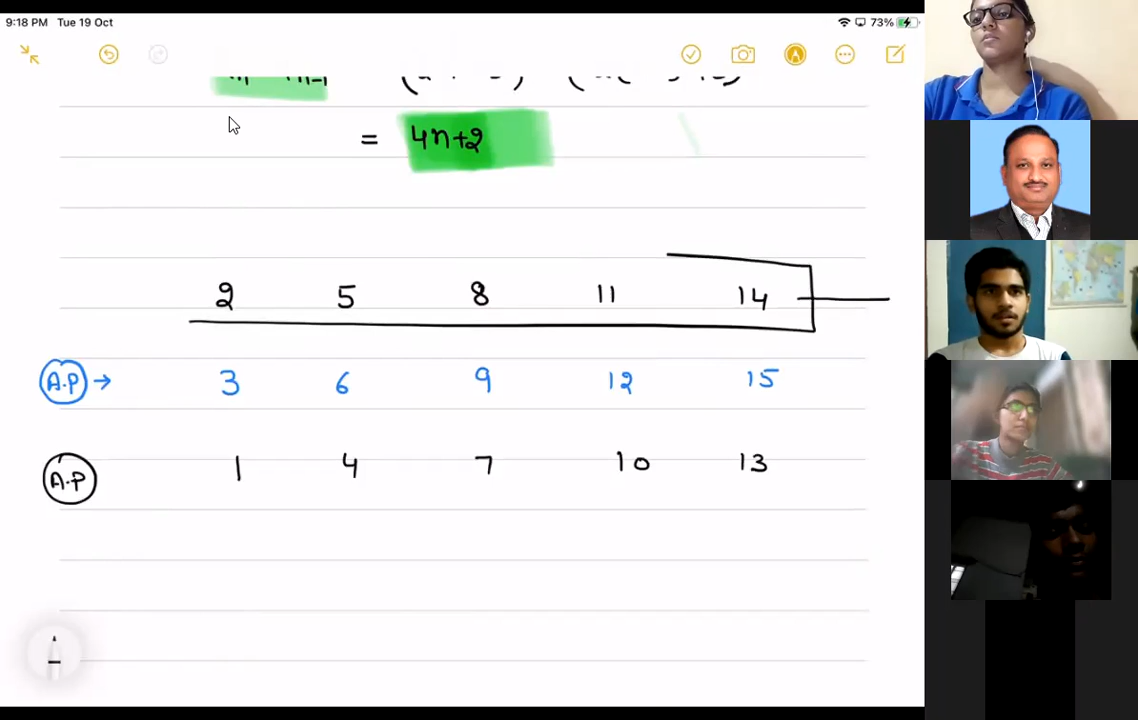 9:18 PM Tue 19 Oct 73%
= 4n+2
2 5 8 11 14
A.P → 3 6 9 12 15
A.P 1 4 7 10 13